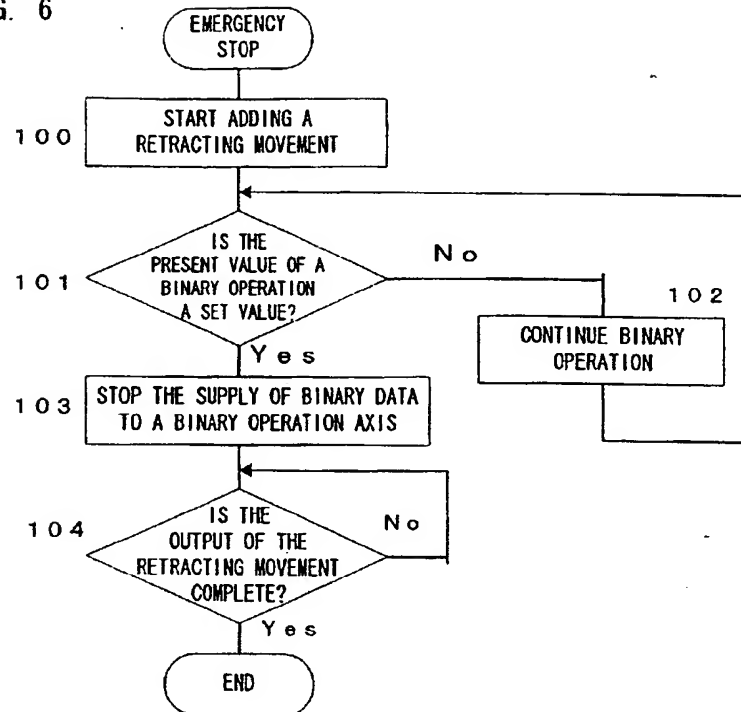 G. 6
EMERGENCY
STOP
100
START ADDING A
RETRACTING MOVEMENT
101
IS THE
PRESENT VALUE OF A
BINARY OPERATION
A SET VALUE?
No
102
CONTINUE BINARY
OPERATION
Yes
103
STOP THE SUPPLY OF BINARY DATA
TO A BINARY OPERATION AXIS
104
IS THE
OUTPUT OF THE
RETRACTING MOVEMENT
COMPLETE?
No
Yes
END